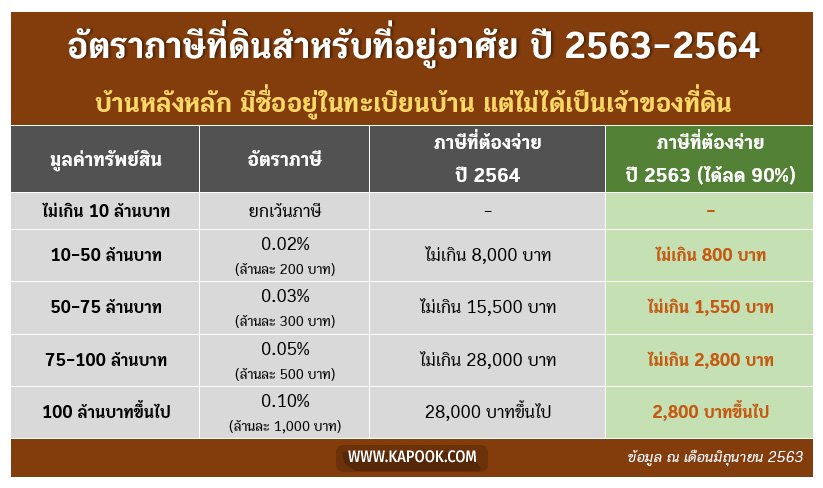 อัตราภาษีที่ดินสำหรับที่อยู่อาศัย ปี 2563-2564
บ้านหลังหลัก มีชื่ออยู่ในทะเบียนบ้าน แต่ไม่ได้เป็นเจ้าของที่ดิน
มูลค่าทรัพย์สิน อัตราภาษี ภาษีที่ต้องจ่าย ปี 2564 ภาษีที่ต้องจ่าย ปี 2563 (ได้ลด 90%)
ไม่เกิน 10 ล้านบาท ยกเว้นภาษี - -
10-50 ล้านบาท 0.02% (ล้านละ 200 บาท) ไม่เกิน 8,000 บาท ไม่เกิน 800 บาท
50-75 ล้านบาท 0.03% (ล้านละ 300 บาท) ไม่เกิน 15,500 บาท ไม่เกิน 1,550 บาท
75-100 ล้านบาท 0.05% (ล้านละ 500 บาท) ไม่เกิน 28,000 บาท ไม่เกิน 2,800 บาท
100 ล้านบาทขึ้นไป 0.10% (ล้านละ 1,000 บาท) 28,000 บาทขึ้นไป 2,800 บาทขึ้นไป
WWW.KAPOOK.COM
ข้อมูล ณ เดือนมิถุนายน 2563